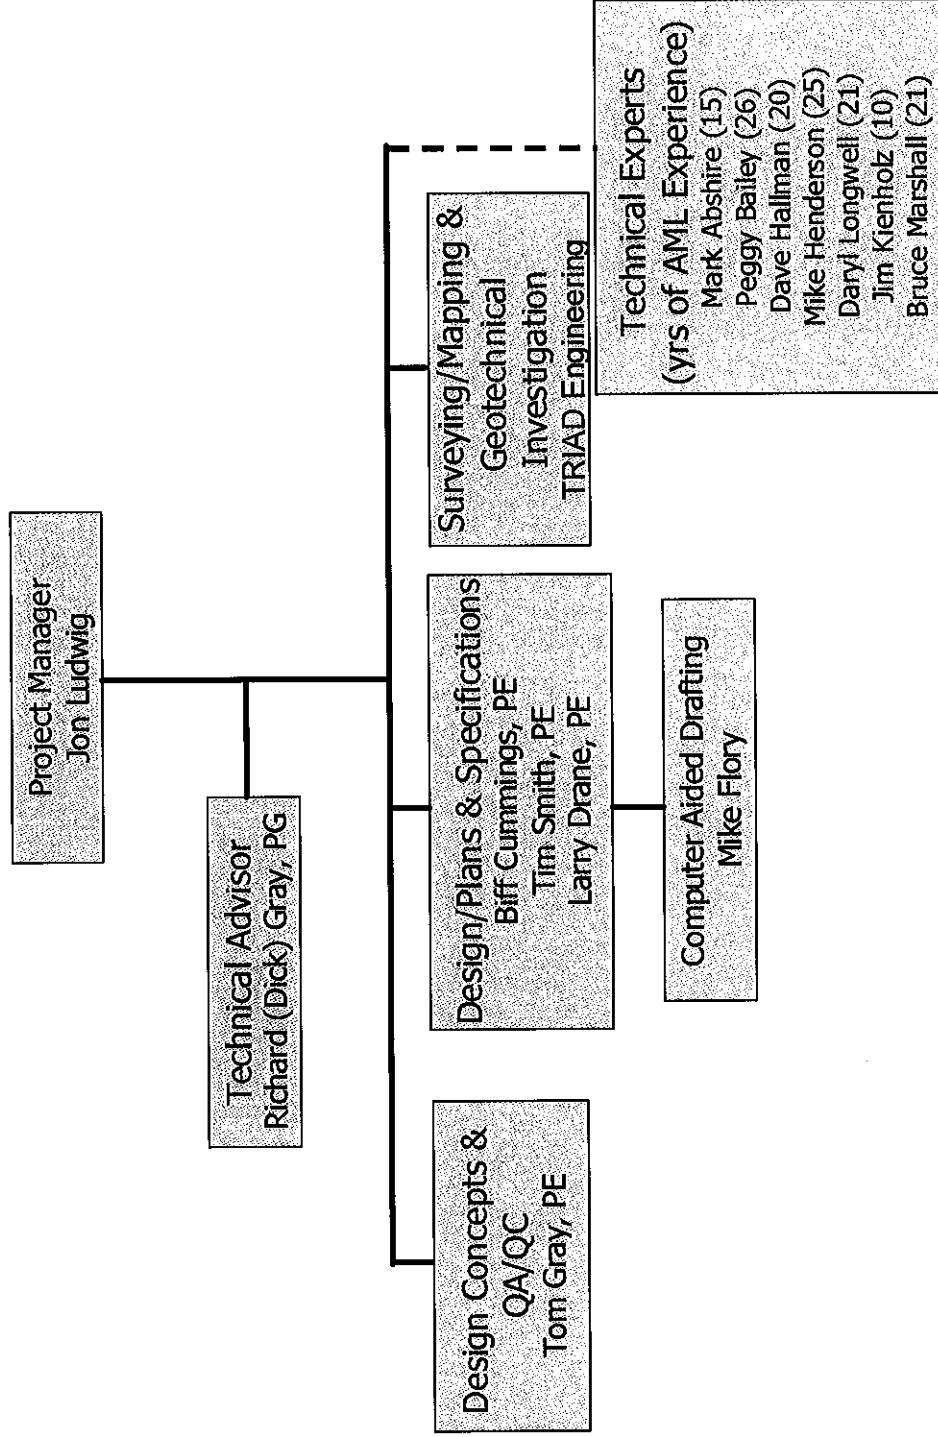 Project Manager
Jon Ludwig
Technical Advisor
Richard (Dick) Gray, PG
Design Concepts &
QA/QC
Tom Gray, PE
Design/Plans & Specifications
Biff Cummings, PE
Tim Smith, PE
Larry Drane, PE
Surveying/Mapping &
Geotechnical
Investigation
TRIAD Engineering
Computer Aided Drafting
Mike Flory
Technical Experts
(yrs of AML Experience)
Mark Abshire (15)
Peggy Bailey (26)
Dave Hallman (20)
Mike Henderson (25)
Daryl Longwell (21)
Jim Kienholz (10)
Bruce Marshall (21)